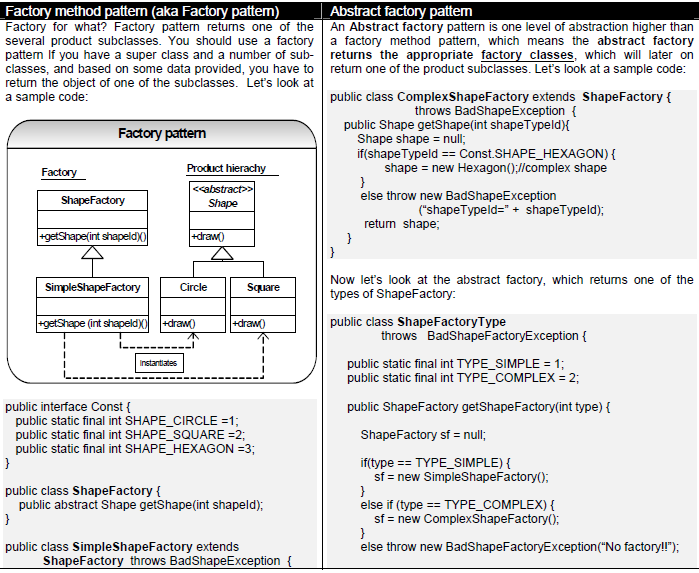 Factory method pattern (aka Factory pattern)
Factory for what? Factory pattern returns one of the
several product subclasses. You should use a factory
pattern If you have a super class and a number of sub-
classes, and based on some data provided, you have to
return the object of one of the subclasses. Let's look at
a sample code:
Factory pattern
Factory
Product hierachy
ShapeFactory
+getShape(int shapeId)()
<<abstract>>
Shape
+draw()
SimpleShapeFactory
+getShape (int shapeId)()
Circle
+draw()
Square
+draw()
Instantiates
public interface Const {
public static final int SHAPE_CIRCLE =1;
public static final int SHAPE_SQUARE =2;
public static final int SHAPE_HEXAGON =3;
}
public class ShapeFactory {
public abstract Shape getShape(int shapeId);
}
public class SimpleShapeFactory extends
ShapeFactory throws BadShapeException {
Abstract factory pattern
An Abstract factory pattern is one level of abstraction higher than
a factory method pattern, which means the abstract factory
returns the appropriate factory classes, which will later on
return one of the product subclasses. Let's look at a sample code:
public class ComplexShapeFactory extends ShapeFactory {
throws BadShapeException {
public Shape getShape(int shapeTypeId){
Shape shape = null;
if(shapeTypeId == Const.SHAPE_HEXAGON) {
shape = new Hexagon();//complex shape
}
else throw new BadShapeException
("shapeTypeId=" + shapeTypeId);
return shape;
}
}
Now let's look at the abstract factory, which returns one of the
types of ShapeFactory:
public class ShapeFactoryType
throws BadShapeFactoryException {
public static final int TYPE_SIMPLE = 1;
public static final int TYPE_COMPLEX = 2;
public ShapeFactory getShapeFactory(int type) {
ShapeFactory sf = null;
if(type == TYPE_SIMPLE) {
sf = new SimpleShapeFactory();
}
else if (type == TYPE_COMPLEX) {
sf = new ComplexShapeFactory();
}
else throw new BadShapeFactoryException("No factory!!");